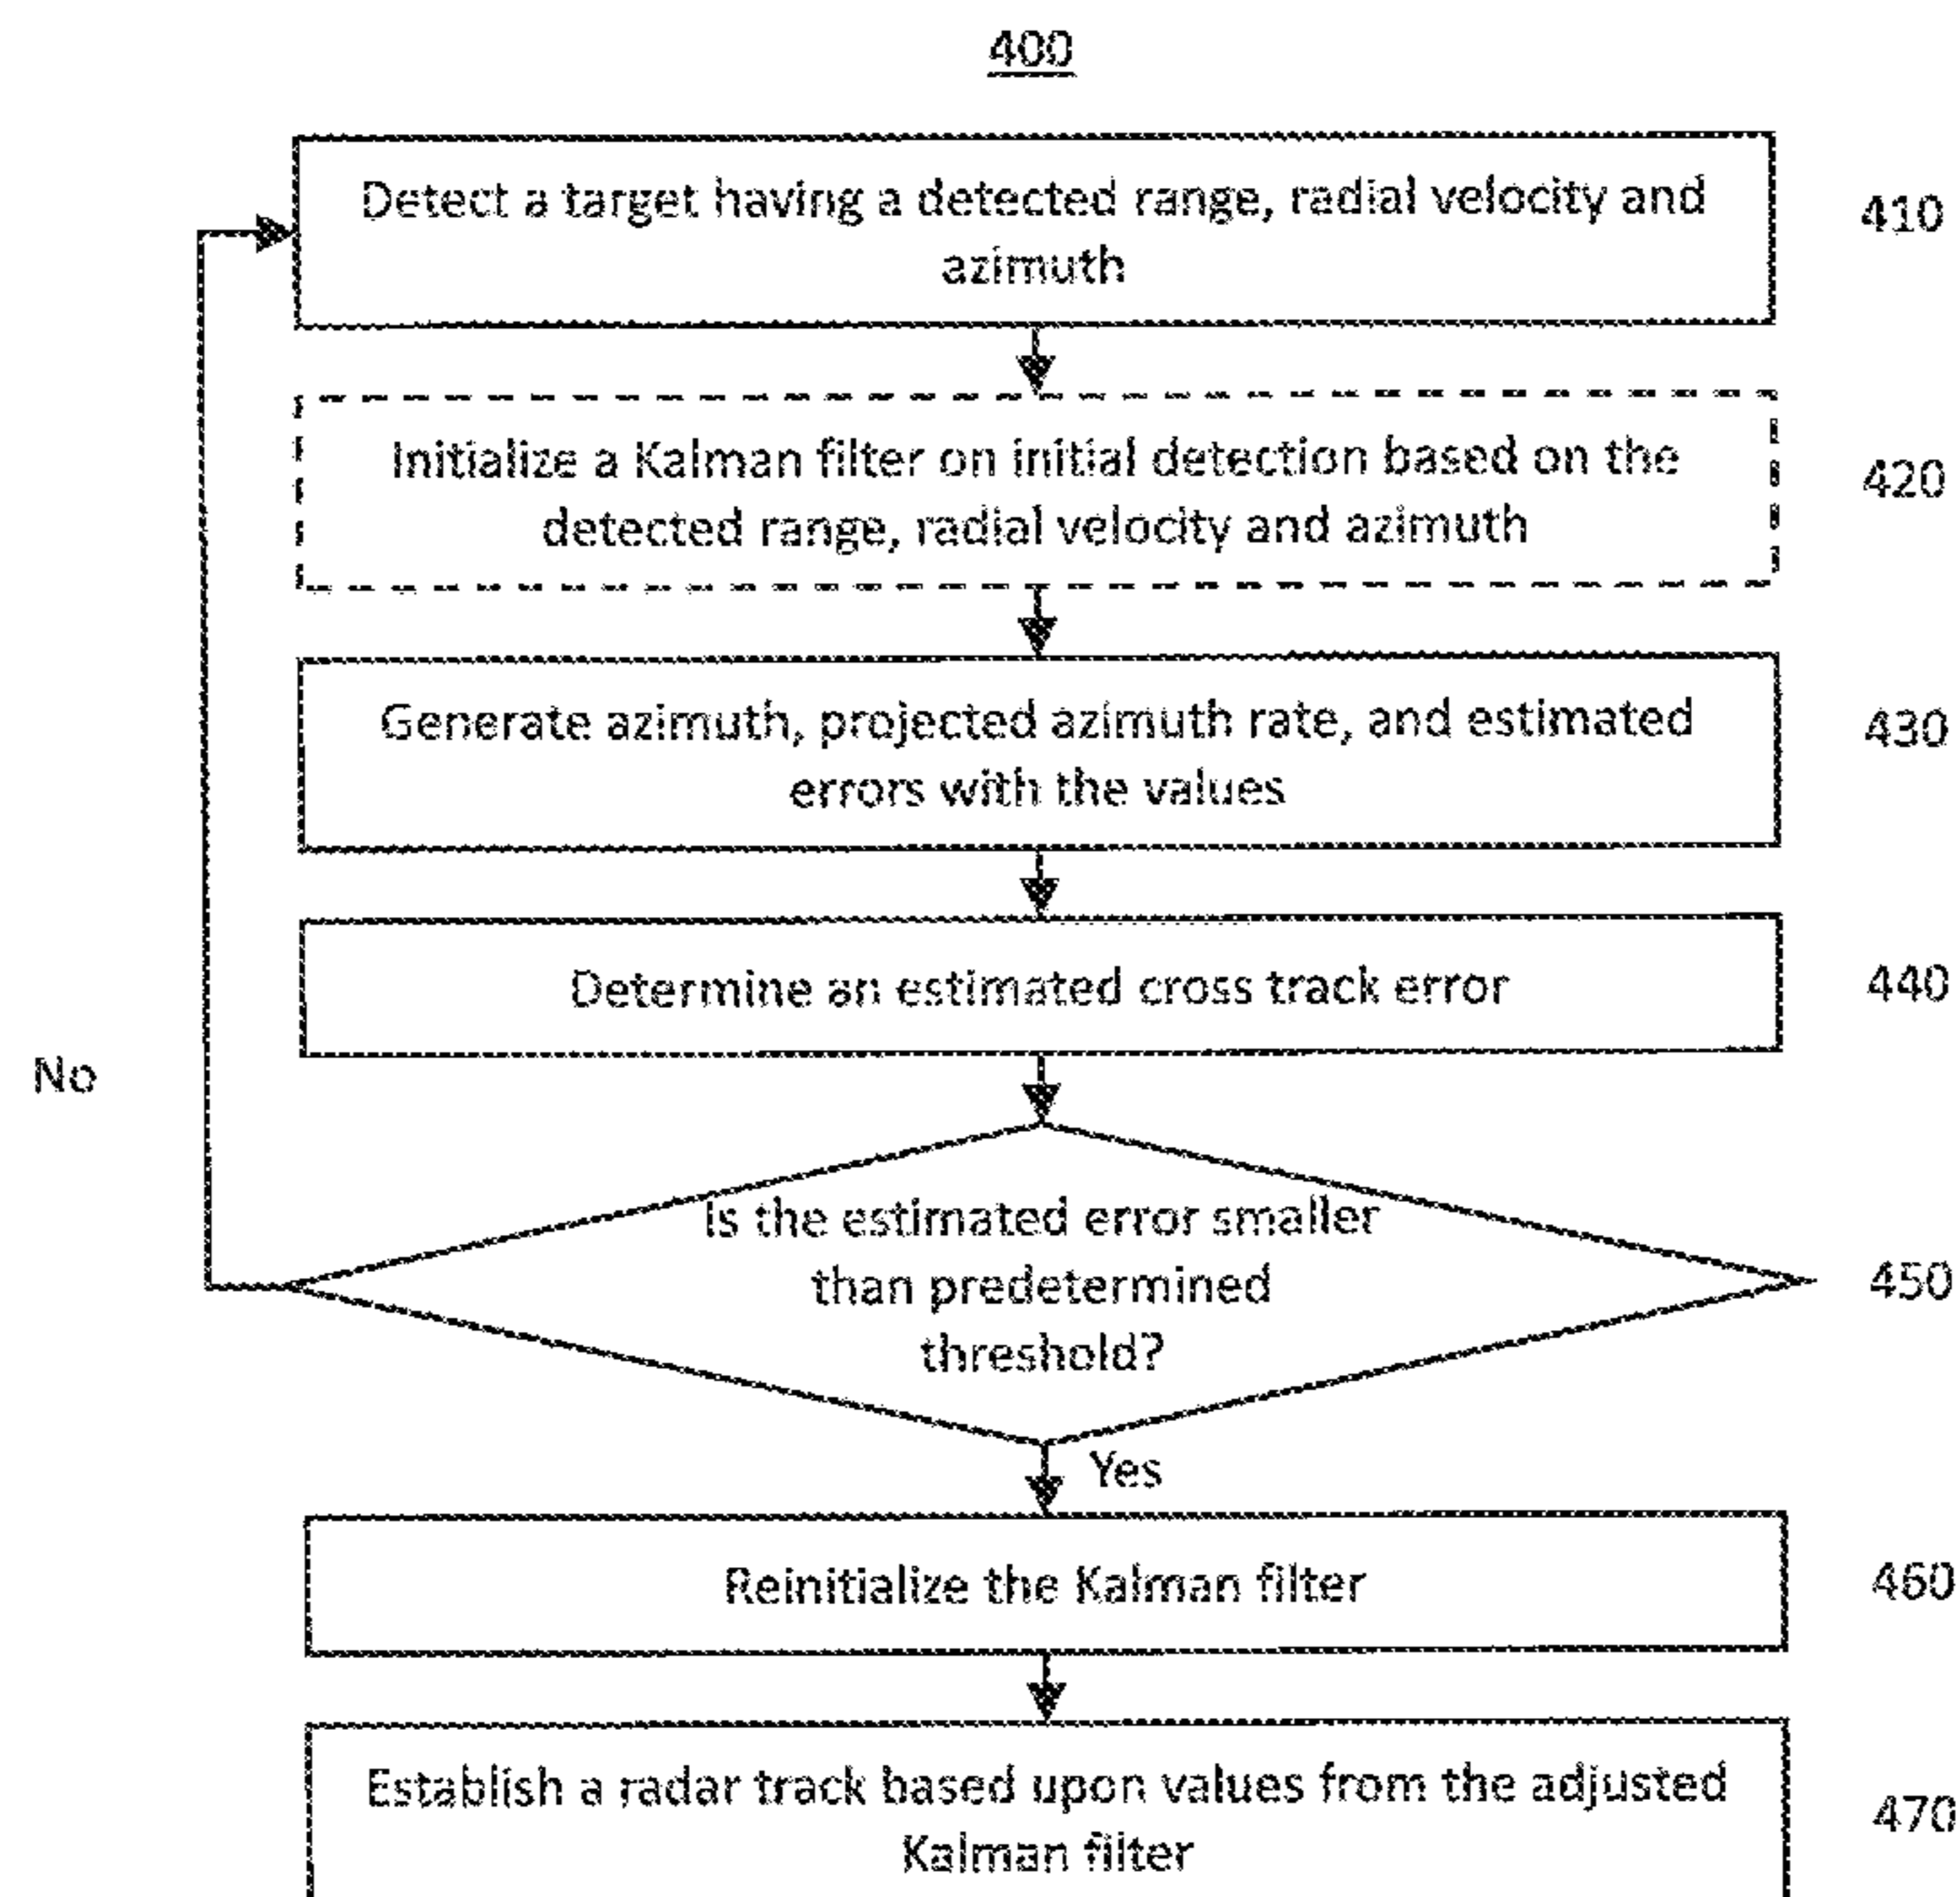 400
Detect a target having a detected range, radial velocity and
azimuth
410
Initialize a Kalman filter on initial detection based on the
detected range, radial velocity and azimuth
420
Generate azimuth, projected azimuth rate, and estimated
errors with the values
430
Determine an estimated cross track error
440
No
Is the estimated error smaller
than predetermined
threshold?
450
Yes
Reinitialize the Kalman filter
460
Establish a radar track based upon values from the adjusted
Kalman filter
470